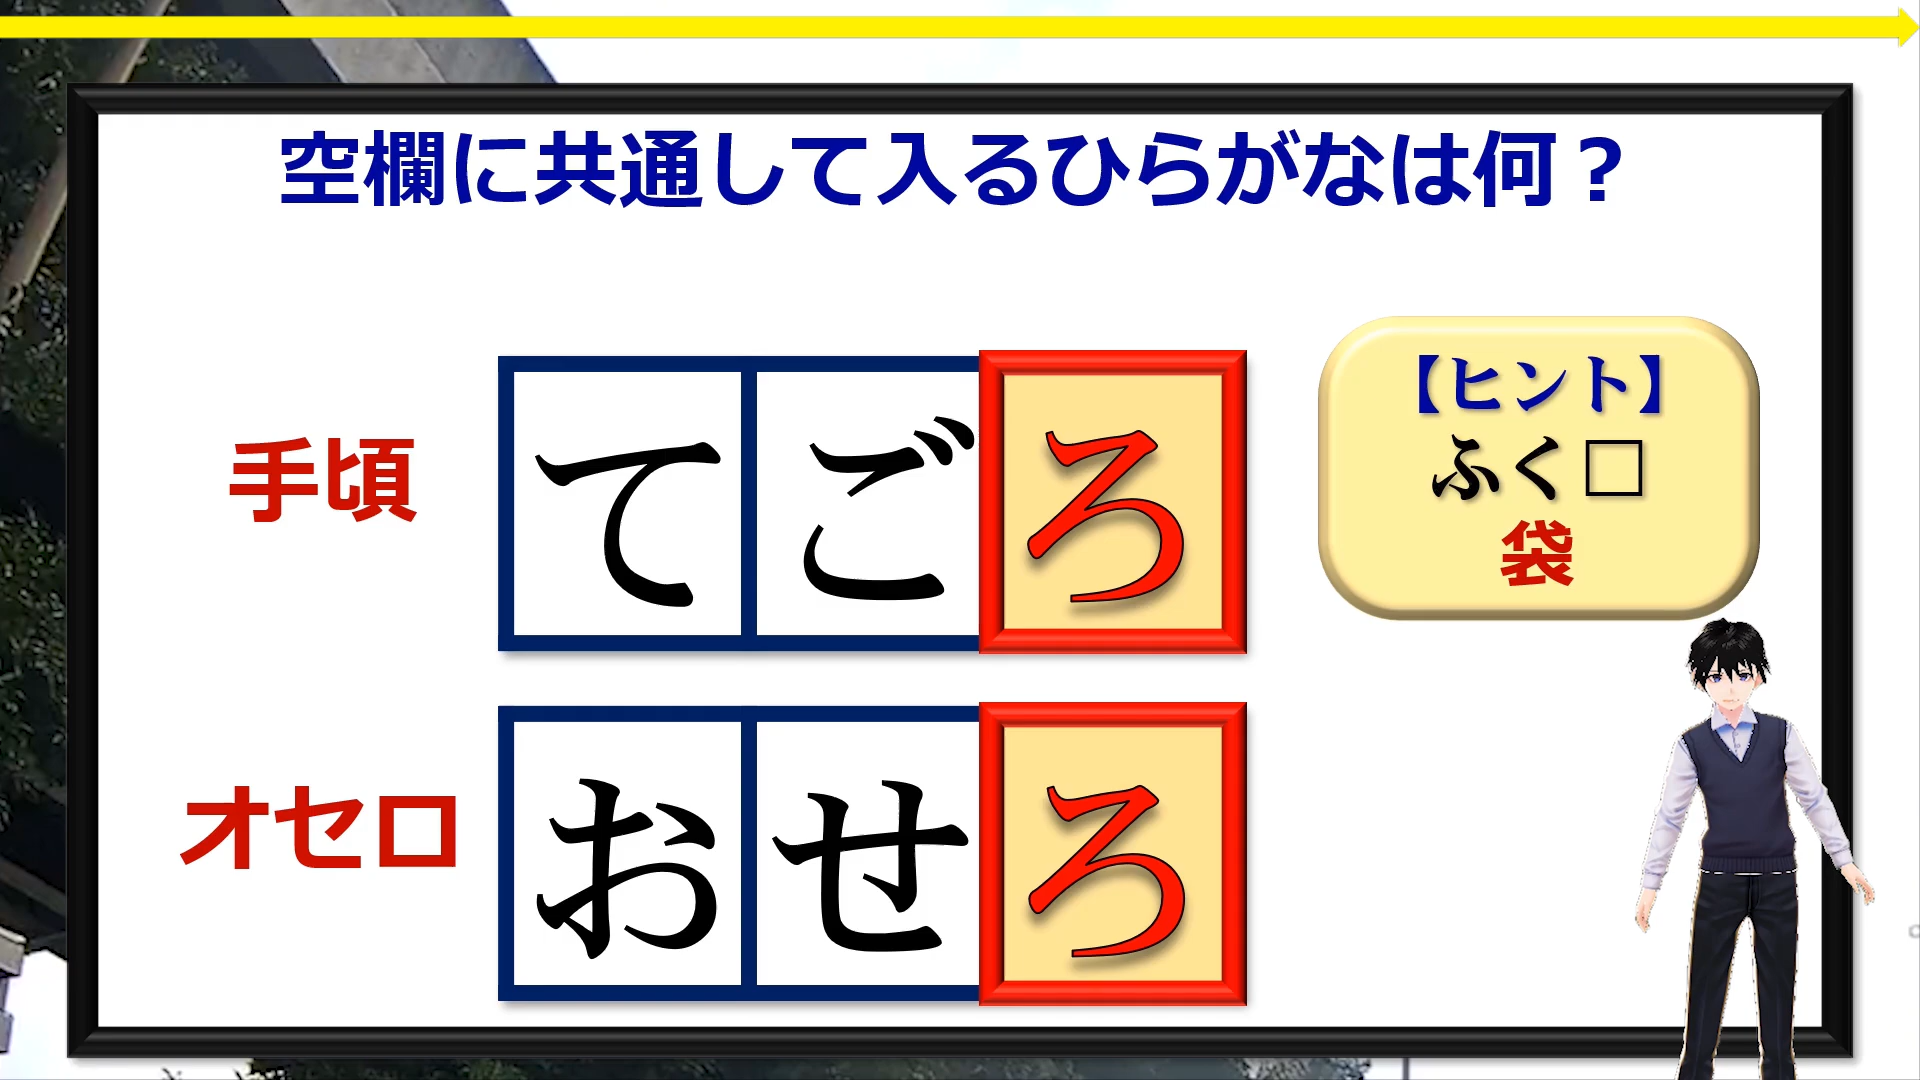 空欄に共通して入るひらがなは何？
手頃
てごろ
【ヒント】
ふく□
袋
オセロ
おせろ